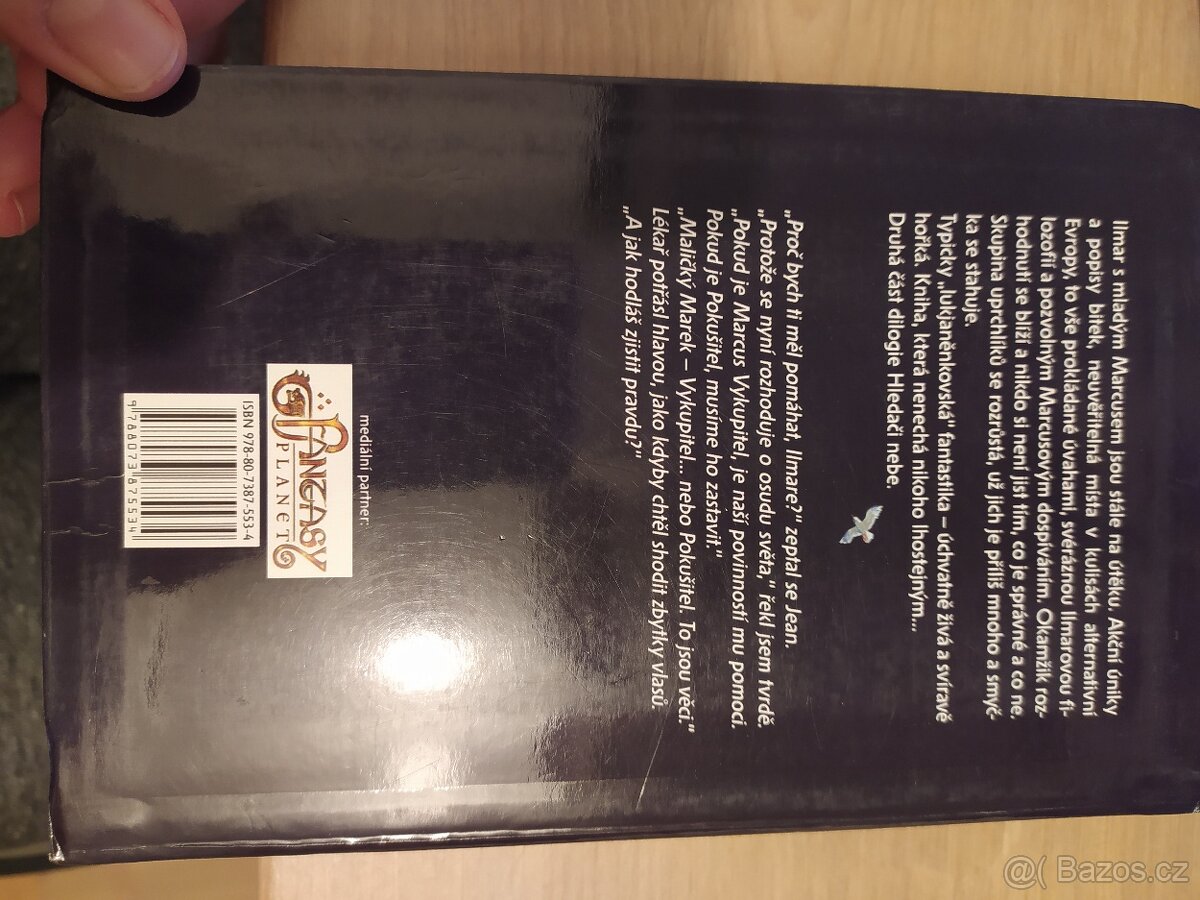 Ilmar s mladým Marcusem jsou stále na útěku. Akční úniky
a popisy bitek, neuvěřitelná místa v kulisách alternativní
Evropy, to vše prokládané úvahami, svéráznou Ilmarovou fi-
lozofií a pozvolným Marcusovým dospíváním. Okamžik roz-
hodnutí se blíží a nikdo si není jist tím, co je správné a co ne.
Skupina uprchlíků se rozrůstá, už jich je příliš mnoho a smyč-
ka se stahuje.
Typicky „lukjaněnkovská" fantastika – úchvatně živá a svíravě
hořká. Kniha, která nenechá nikoho lhostejným...
Druhá část dilogie Hledači nebe.
„Proč bych ti měl pomáhat, Ilmare?" zeptal se Jean.
„Protože se nyní rozhoduje o osudu světa," řekl jsem tvrdě.
„Pokud je Marcus Vykupitel, je naší povinností mu pomoci.
Pokud je Pokušitel, musíme ho zastavit."
„Maličký Marek – Vykupitel... nebo Pokušitel. To jsou věci."
Lékař potřásl hlavou, jako kdyby chtěl shodit zbytky vlasů.
„A jak hodláš zjistit pravdu?"
mediální partner:
FANTASY
PLANET
ISBN 978-80-7387-553-4
9788073875534
@( Bazos.cz